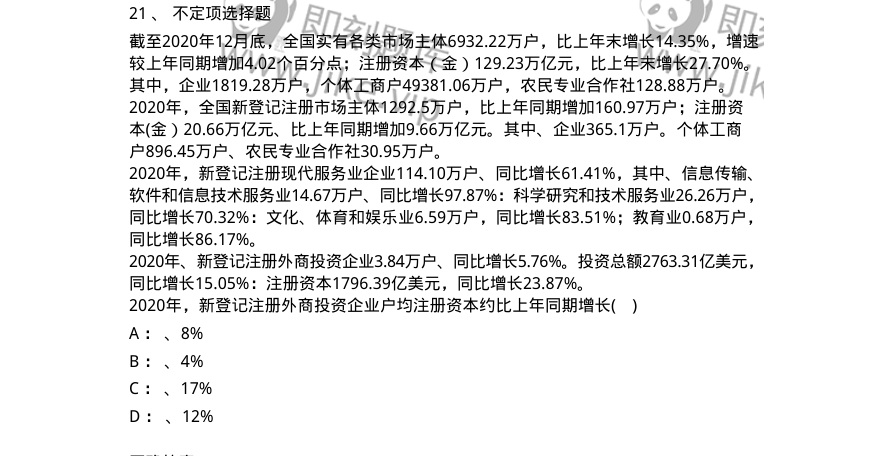 21 、 不定项选择题
截至2020年12月底，全国实有各类市场主体6932.22万户，比上年末增长14.35%，增速
较上年同期增加4.02个百分点；注册资本（金）129.23万亿元，比上年末增长27.70%。
其中，企业1819.28万户，个体工商户49381.06万户，农民专业合作社128.88万户。
2020年，全国新登记注册市场主体1292.5万户，比上年同期增加160.97万户；注册资
本(金）20.66万亿元、比上年同期增加9.66万亿元。其中、企业365.1万户。个体工商
户896.45万户、农民专业合作社30.95万户。
2020年，新登记注册现代服务业企业114.10万户、同比增长61.41%，其中、信息传输、
软件和信息技术服务业14.67万户、同比增长97.87%：科学研究和技术服务业26.26万户，
同比增长70.32%：文化、体育和娱乐业6.59万户，同比增长83.51%；教育业0.68万户，
同比增长86.17%。
2020年、新登记注册外商投资企业3.84万户、同比增长5.76%。投资总额2763.31亿美元，
同比增长15.05%：注册资本1796.39亿美元，同比增长23.87%。
2020年，新登记注册外商投资企业户均注册资本约比上年同期增长(　)
A ： 、8%
B ： 、4%
C ： 、17%
D ： 、12%
即刻题库
www.jike.vip